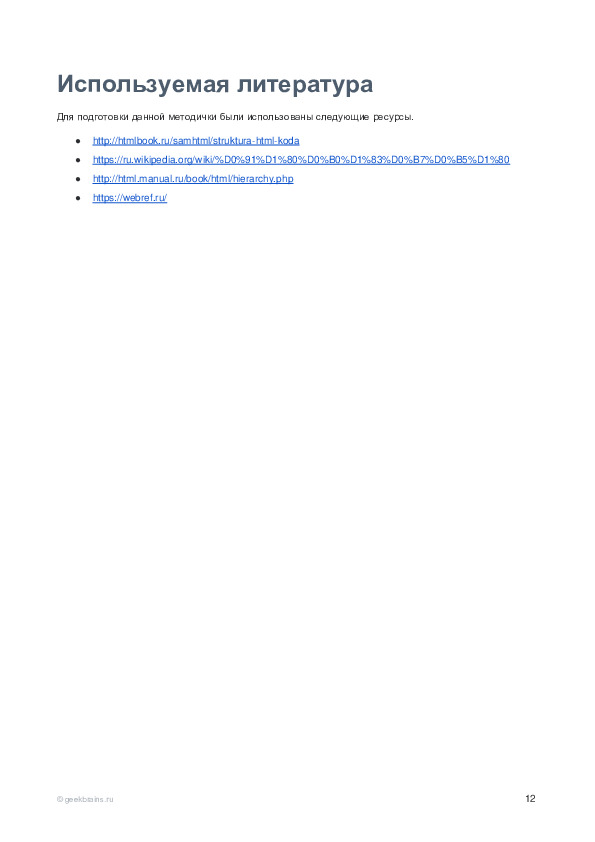 Используемая литература
Для подготовки данной методички были использованы следующие ресурсы.
● http://htmlbook.ru/samhtml/struktura-html-koda
● https://ru.wikipedia.org/wiki/%D0%91%D1%80%D0%B0%D1%83%D0%B7%D0%B5%D1%80
● http://html.manual.ru/book/html/hierarchy.php
● https://webref.ru/
© geekbrains.ru 12